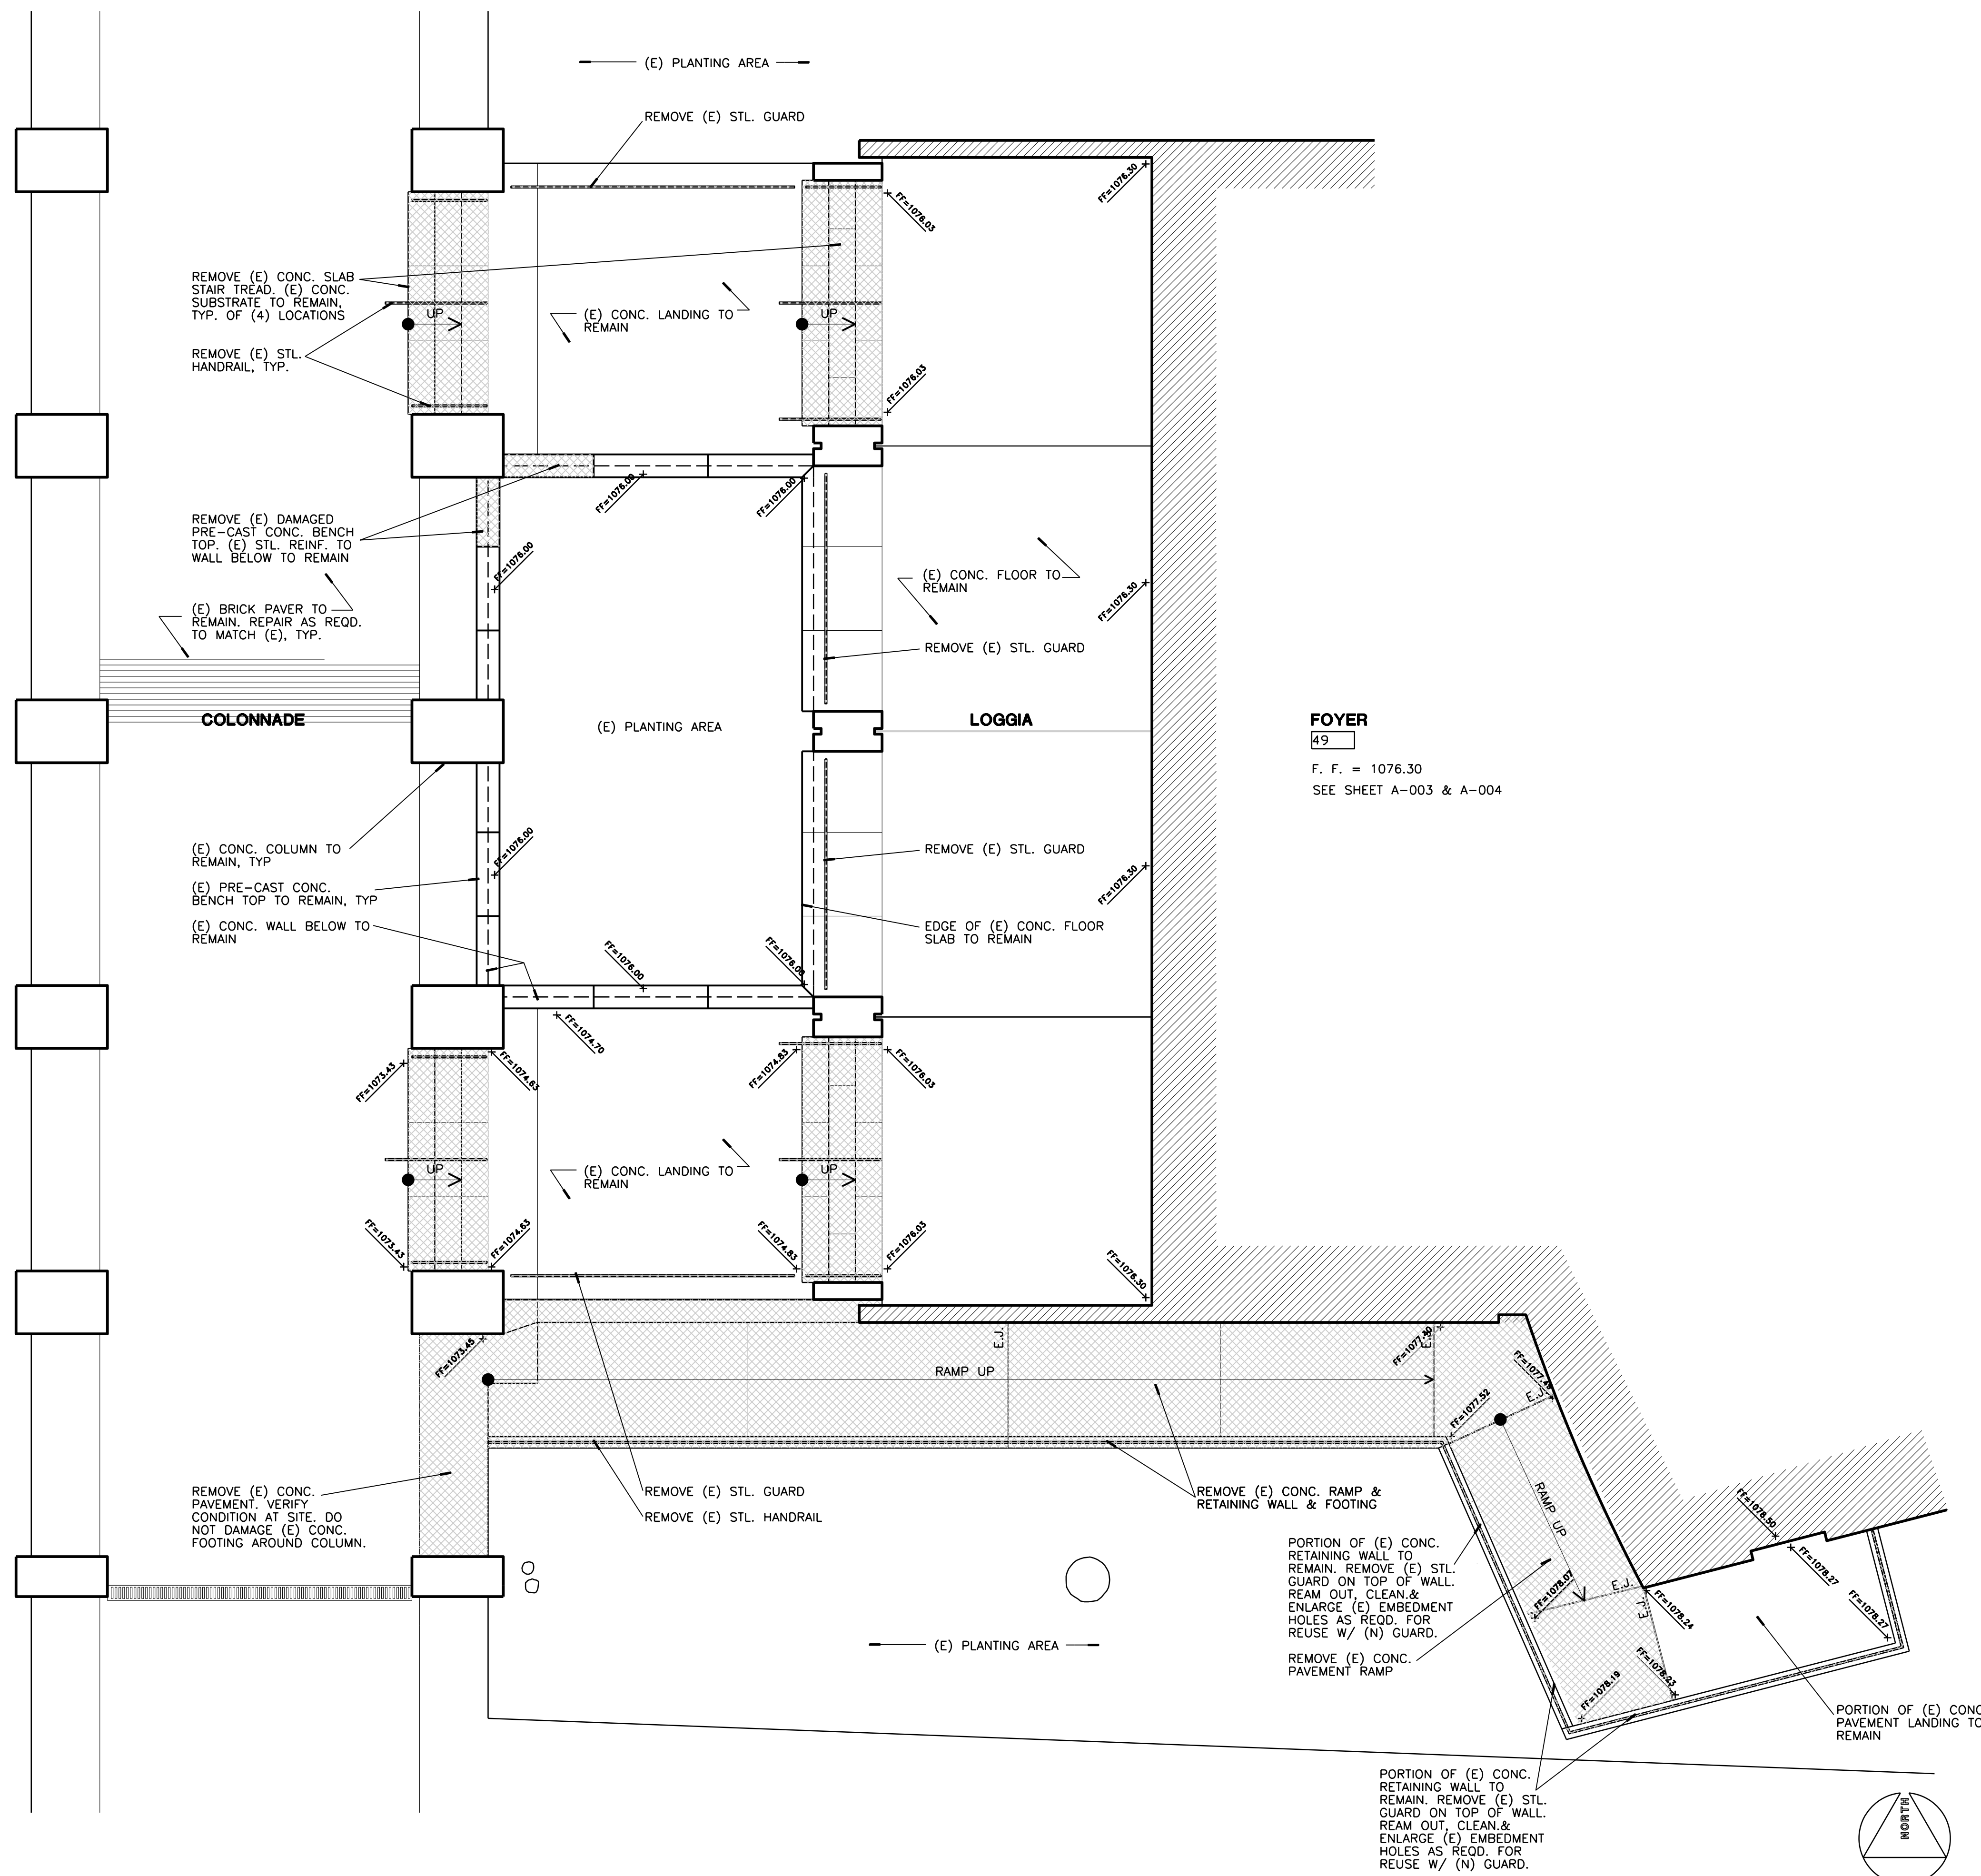 (E) PLANTING AREA
REMOVE (E) STL. GUARD
FF=1076.30
FF=1076.03
REMOVE (E) CONC. SLAB
STAIR TREAD. (E) CONC.
SUBSTRATE TO REMAIN,
TYP. OF (4) LOCATIONS
UP
(E) CONC. LANDING TO
REMAIN
UP
REMOVE (E) STL.
HANDRAIL, TYP.
FF=1076.03
FF=1076.00
FF=1076.00
REMOVE (E) DAMAGED
PRE-CAST CONC. BENCH
TOP. (E) STL. REINF. TO
WALL BELOW TO REMAIN
FF=1076.00
(E) CONC. FLOOR TO
REMAIN
FF=1076.30
(E) BRICK PAVER TO
REMAIN. REPAIR AS REQD.
TO MATCH (E), TYP.
REMOVE (E) STL. GUARD
COLONNADE
(E) PLANTING AREA
LOGGIA
FOYER
49
F. F. = 1076.30
SEE SHEET A-003 & A-004
(E) CONC. COLUMN TO
REMAIN, TYP
FF=1076.00
REMOVE (E) STL. GUARD
FF=1076.30
(E) PRE-CAST CONC.
BENCH TOP TO REMAIN, TYP
(E) CONC. WALL BELOW TO
REMAIN
EDGE OF (E) CONC. FLOOR
SLAB TO REMAIN
FF=1076.00
FF=1076.00
FF=1074.70
FF=1073.43
FF=1074.63
FF=1074.83
FF=1076.03
UP
(E) CONC. LANDING TO
REMAIN
UP
FF=1073.43
FF=1074.63
FF=1074.83
FF=1076.03
FF=1076.30
FF=1073.45
E.J.
RAMP UP
FF=1077.40
E.J.
FF=1077.49
E.J.
FF=1077.52
REMOVE (E) CONC.
PAVEMENT. VERIFY
CONDITION AT SITE. DO
NOT DAMAGE (E) CONC.
FOOTING AROUND COLUMN.
REMOVE (E) STL. GUARD
REMOVE (E) STL. HANDRAIL
REMOVE (E) CONC. RAMP &
RETAINING WALL & FOOTING
RAMP UP
FF=1078.50
FF=1078.27
PORTION OF (E) CONC.
RETAINING WALL TO
REMAIN. REMOVE (E) STL.
GUARD ON TOP OF WALL.
REAM OUT, CLEAN.&
ENLARGE (E) EMBEDMENT
HOLES AS REQD. FOR
REUSE W/ (N) GUARD.
FF=1078.07
E.J.
E.J.
FF=1078.24
FF=1078.27
(E) PLANTING AREA
REMOVE (E) CONC.
PAVEMENT RAMP
FF=1078.19
FF=1078.23
PORTION OF (E) CONC
PAVEMENT LANDING TO
REMAIN
PORTION OF (E) CONC.
RETAINING WALL TO
REMAIN. REMOVE (E) STL.
GUARD ON TOP OF WALL.
REAM OUT, CLEAN.&
ENLARGE (E) EMBEDMENT
HOLES AS REQD. FOR
REUSE W/ (N) GUARD.
NORTH